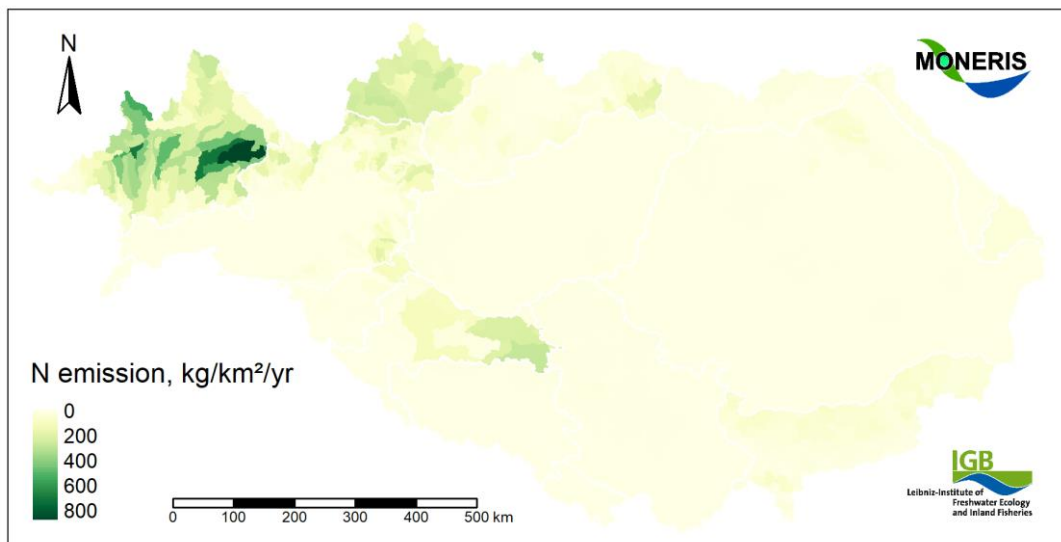 N
MONERIS
N emission, kg/km²/yr
0
200
400
600
800
0 100 200 300 400 500 km
IGB
Leibniz-Institute of
Freshwater Ecology
and Inland Fisheries